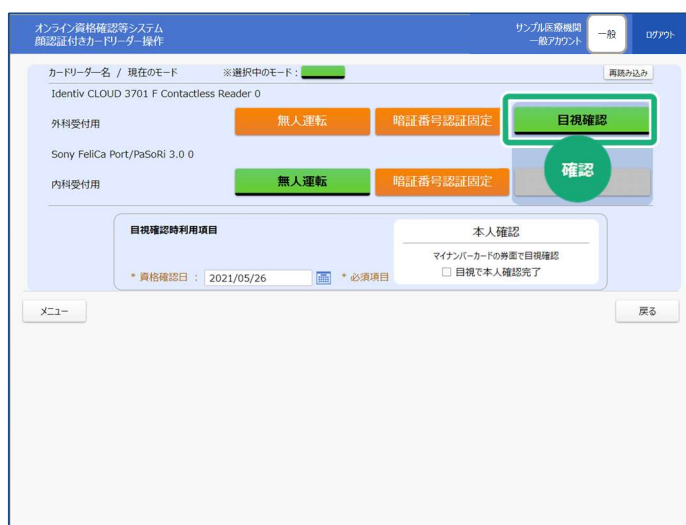 オンライン資格確認等システム
顔認証付きカードリーダー操作
サンプル医療機関
一般アカウント
一般
ログアウト
カードリーダー名 / 現在のモード ※選択中のモード:
再読み込み
Identiv CLOUD 3701 F Contactless Reader 0
外科受付用 無人運転 暗証番号認証固定 目視確認
Sony FeliCa Port/PaSoRi 3.0 0
内科受付用 無人運転 暗証番号認証固定
確認
目視確認時利用項目
* 資格確認日 : 2021/05/26 * 必須項目
本人確認
マイナンバーカードの券面で目視確認
目視で本人確認完了
メニュー
戻る